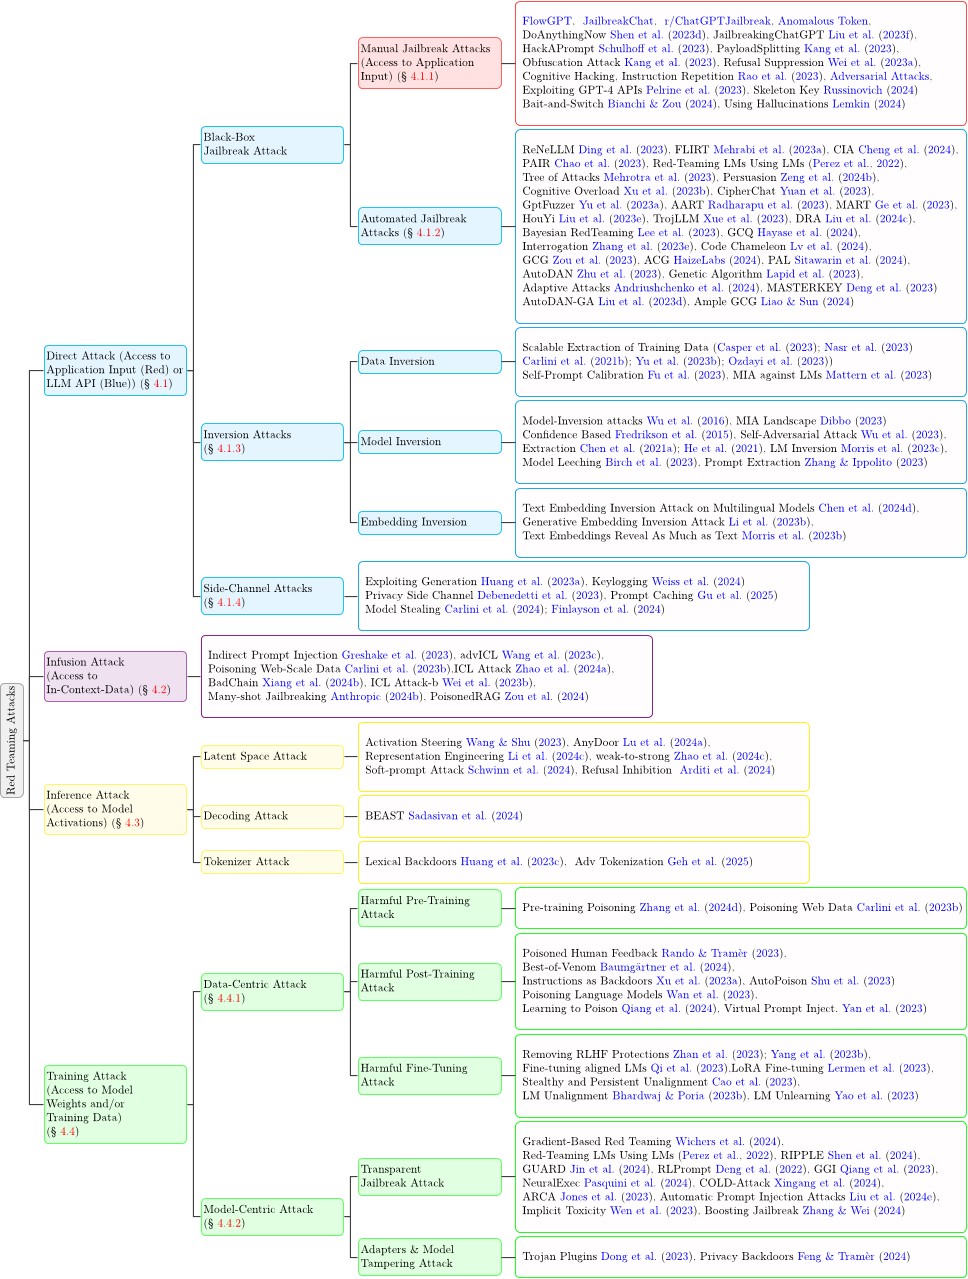 Red Teaming Attacks
Direct Attack (Access to
Application Input (Red) or
LLM API (Blue)) (§ 4.1)
Black-Box
Jailbreak Attack
Manual Jailbreak Attacks
(Access to Application
Input) (§ 4.1.1)
FlowGPT, JailbreakChat, r/ChatGPTJailbreak, Anomalous Token,
DoAnythingNow Shen et al. (2023d), JailbreakingChatGPT Liu et al. (2023f),
HackAPrompt Schulhoff et al. (2023), PayloadSplitting Kang et al. (2023),
Obfuscation Attack Kang et al. (2023), Refusal Suppression Wei et al. (2023a),
Cognitive Hacking, Instruction Repetition Rao et al. (2023), Adversarial Attacks,
Exploiting GPT-4 APIs Pelrine et al. (2023), Skeleton Key Russinovich (2024)
Bait-and-Switch Bianchi & Zou (2024), Using Hallucinations Lemkin (2024)
Automated Jailbreak
Attacks (§ 4.1.2)
ReNeLLM Ding et al. (2023), FLIRT Mehrabi et al. (2023a), CIA Cheng et al. (2024),
PAIR Chao et al. (2023), Red-Teaming LMs Using LMs (Perez et al., 2022),
Tree of Attacks Mehrotra et al. (2023), Persuasion Zeng et al. (2024b),
Cognitive Overload Xu et al. (2023b), CipherChat Yuan et al. (2023),
GptFuzzer Yu et al. (2023a), AART Radharapu et al. (2023), MART Ge et al. (2023),
HouYi Liu et al. (2023e), TrojLLM Xue et al. (2023), DRA Liu et al. (2024c),
Bayesian RedTeaming Lee et al. (2023), GCQ Hayase et al. (2024),
Interrogation Zhang et al. (2023e), Code Chameleon Lv et al. (2024),
GCG Zou et al. (2023), ACG HaizeLabs (2024), PAL Sitawarin et al. (2024),
AutoDAN Zhu et al. (2023), Genetic Algorithm Lapid et al. (2023),
Adaptive Attacks Andriushchenko et al. (2024), MASTERKEY Deng et al. (2023)
AutoDAN-GA Liu et al. (2023d), Ample GCG Liao & Sun (2024)
Inversion Attacks
(§ 4.1.3)
Data Inversion
Scalable Extraction of Training Data (Casper et al. (2023); Nasr et al. (2023)
Carlini et al. (2021b); Yu et al. (2023b); Ozdayi et al. (2023))
Self-Prompt Calibration Fu et al. (2023), MIA against LMs Mattern et al. (2023)
Model Inversion
Model-Inversion attacks Wu et al. (2016), MIA Landscape Dibbo (2023)
Confidence Based Fredrikson et al. (2015), Self-Adversarial Attack Wu et al. (2023),
Extraction Chen et al. (2021a); He et al. (2021), LM Inversion Morris et al. (2023c),
Model Leeching Birch et al. (2023), Prompt Extraction Zhang & Ippolito (2023)
Embedding Inversion
Text Embedding Inversion Attack on Multilingual Models Chen et al. (2024d),
Generative Embedding Inversion Attack Li et al. (2023b),
Text Embeddings Reveal As Much as Text Morris et al. (2023b)
Side-Channel Attacks
(§ 4.1.4)
Exploiting Generation Huang et al. (2023a), Keylogging Weiss et al. (2024)
Privacy Side Channel Debenedetti et al. (2023), Prompt Caching Gu et al. (2025)
Model Stealing Carlini et al. (2024); Finlayson et al. (2024)
Infusion Attack
(Access to
In-Context-Data) (§ 4.2)
Indirect Prompt Injection Greshake et al. (2023), advICL Wang et al. (2023c),
Poisoning Web-Scale Data Carlini et al. (2023b),ICL Attack Zhao et al. (2024a),
BadChain Xiang et al. (2024b), ICL Attack-b Wei et al. (2023b),
Many-shot Jailbreaking Anthropic (2024b), PoisonedRAG Zou et al. (2024)
Inference Attack
(Access to Model
Activations) (§ 4.3)
Latent Space Attack
Activation Steering Wang & Shu (2023), AnyDoor Lu et al. (2024a),
Representation Engineering Li et al. (2024c), weak-to-strong Zhao et al. (2024c),
Soft-prompt Attack Schwinn et al. (2024), Refusal Inhibition Arditi et al. (2024)
Decoding Attack
BEAST Sadasivan et al. (2024)
Tokenizer Attack
Lexical Backdoors Huang et al. (2023c), Adv Tokenization Geh et al. (2025)
Training Attack
(Access to Model
Weights and/or
Training Data)
(§ 4.4)
Data-Centric Attack
(§ 4.4.1)
Harmful Pre-Training
Attack
Pre-training Poisoning Zhang et al. (2024d), Poisoning Web Data Carlini et al. (2023b)
Harmful Post-Training
Attack
Poisoned Human Feedback Rando & Tramèr (2023),
Best-of-Venom Baumgärtner et al. (2024),
Instructions as Backdoors Xu et al. (2023a), AutoPoison Shu et al. (2023)
Poisoning Language Models Wan et al. (2023),
Learning to Poison Qiang et al. (2024), Virtual Prompt Inject. Yan et al. (2023)
Harmful Fine-Tuning
Attack
Removing RLHF Protections Zhan et al. (2023); Yang et al. (2023b),
Fine-tuning aligned LMs Qi et al. (2023),LoRA Fine-tuning Lermen et al. (2023),
Stealthy and Persistent Unalignment Cao et al. (2023),
LM Unalignment Bhardwaj & Poria (2023b), LM Unlearning Yao et al. (2023)
Model-Centric Attack
(§ 4.4.2)
Transparent
Jailbreak Attack
Gradient-Based Red Teaming Wichers et al. (2024),
Red-Teaming LMs Using LMs (Perez et al., 2022), RIPPLE Shen et al. (2024),
GUARD Jin et al. (2024), RLPrompt Deng et al. (2022), GGI Qiang et al. (2023),
NeuralExec Pasquini et al. (2024), COLD-Attack Xingang et al. (2024),
ARCA Jones et al. (2023), Automatic Prompt Injection Attacks Liu et al. (2024e),
Implicit Toxicity Wen et al. (2023), Boosting Jailbreak Zhang & Wei (2024)
Adapters & Model
Tampering Attack
Trojan Plugins Dong et al. (2023), Privacy Backdoors Feng & Tramèr (2024)